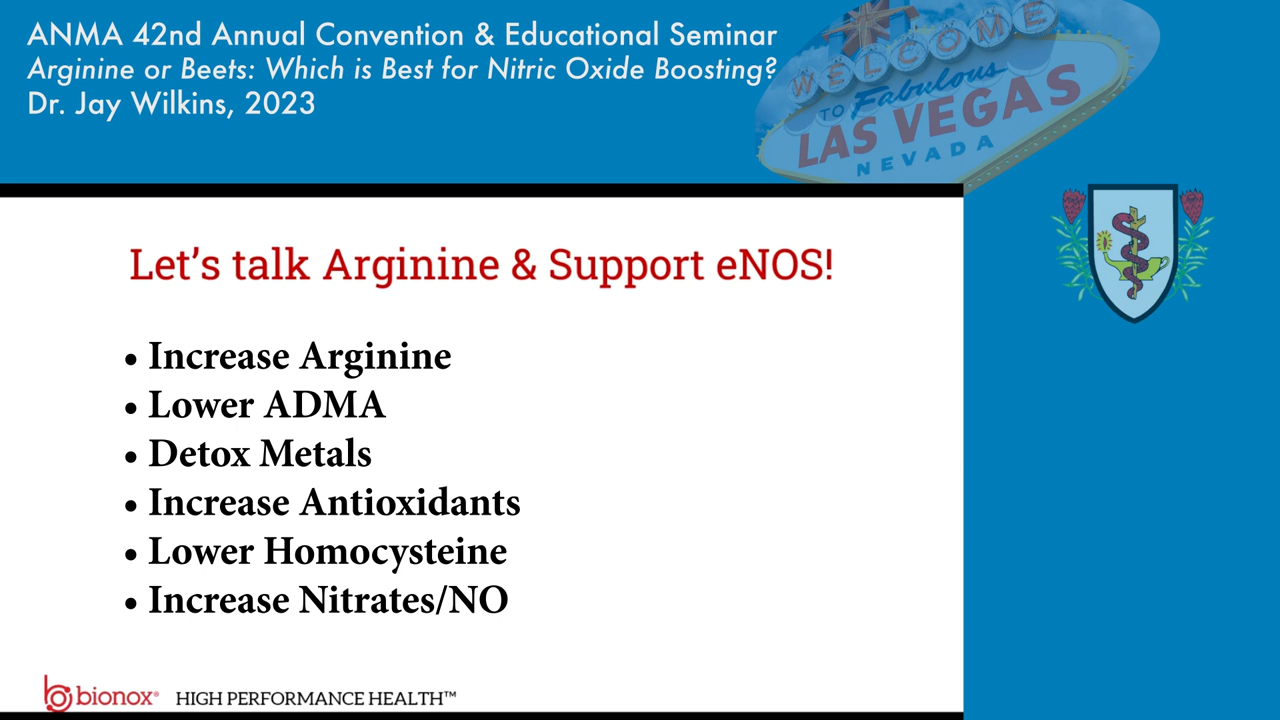 ANMA 42nd Annual Convention & Educational Seminar
Arginine or Beets: Which is Best for Nitric Oxide Boosting?
Dr. Jay Wilkins, 2023
WELCOME
TO Fabulous
LAS VEGAS
NEVADA
Let’s talk Arginine & Support eNOS!
• Increase Arginine
• Lower ADMA
• Detox Metals
• Increase Antioxidants
• Lower Homocysteine
• Increase Nitrates/NO
bionox® HIGH PERFORMANCE HEALTH™